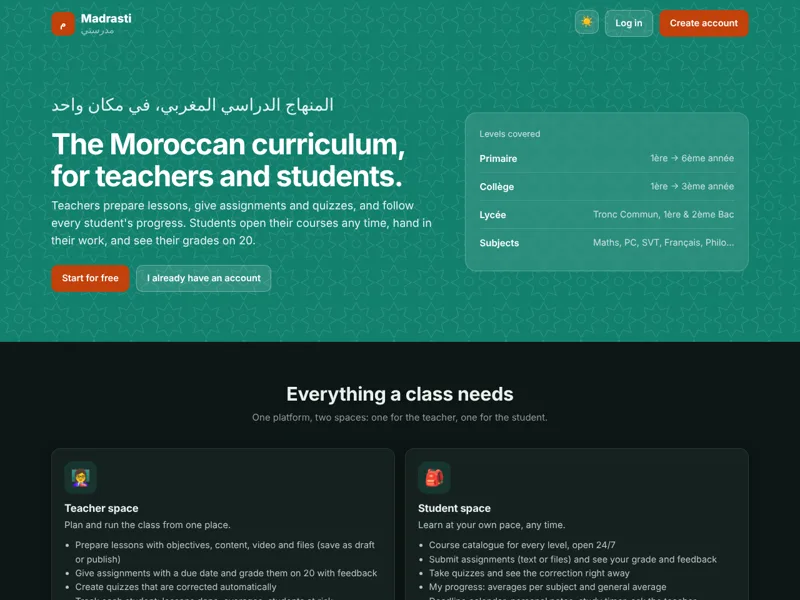 م
Madrasti
مدرستي
Log in
Create account
المنهاج الدراسي المغربي، في مكان واحد
The Moroccan curriculum,
for teachers and students.
Teachers prepare lessons, give assignments and quizzes, and follow
every student's progress. Students open their courses any time, hand in
their work, and see their grades on 20.
Start for free
I already have an account
Levels covered
Primaire 1ère → 6ème année
Collège 1ère → 3ème année
Lycée Tronc Commun, 1ère & 2ème Bac
Subjects Maths, PC, SVT, Français, Philo...
Everything a class needs
One platform, two spaces: one for the teacher, one for the student.
Teacher space
Plan and run the class from one place.
• Prepare lessons with objectives, content, video and files (save as draft
or publish)
• Give assignments with a due date and grade them on 20 with feedback
• Create quizzes that are corrected automatically
Student space
Learn at your own pace, any time.
• Course catalogue for every level, open 24/7
• Submit assignments (text or files) and see your grade and feedback
• Take quizzes and see the correction right away
• My progress: averages per subject and general average